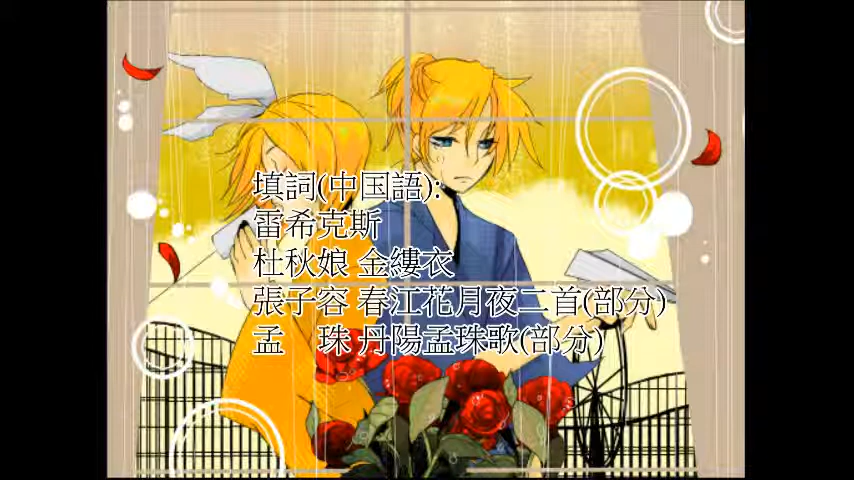 填詞(中国語):
雷希克斯
杜秋娘 金縷衣
張子容 春江花月夜二首(部分)
孟　珠 丹陽孟珠歌(部分)